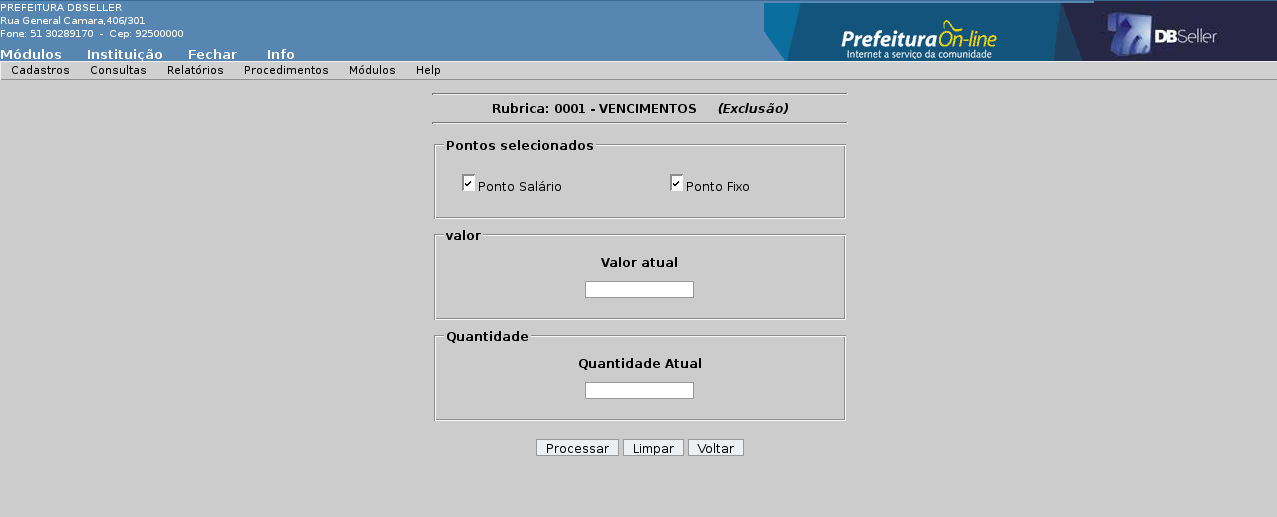 PREFEITURA DBSELLER
Rua General Camara,406/301
Fone: 51 30289170 - Cep: 92500000
Módulos Instituição Fechar Info
Prefeitura On-line
Internet a serviço da comunidade
DBSeller
Cadastros Consultas Relatórios Procedimentos Módulos Help
Rubrica: 0001 - VENCIMENTOS (Exclusão)
Pontos selecionados
Ponto Salário Ponto Fixo
valor
Valor atual
Quantidade
Quantidade Atual
Processar Limpar Voltar